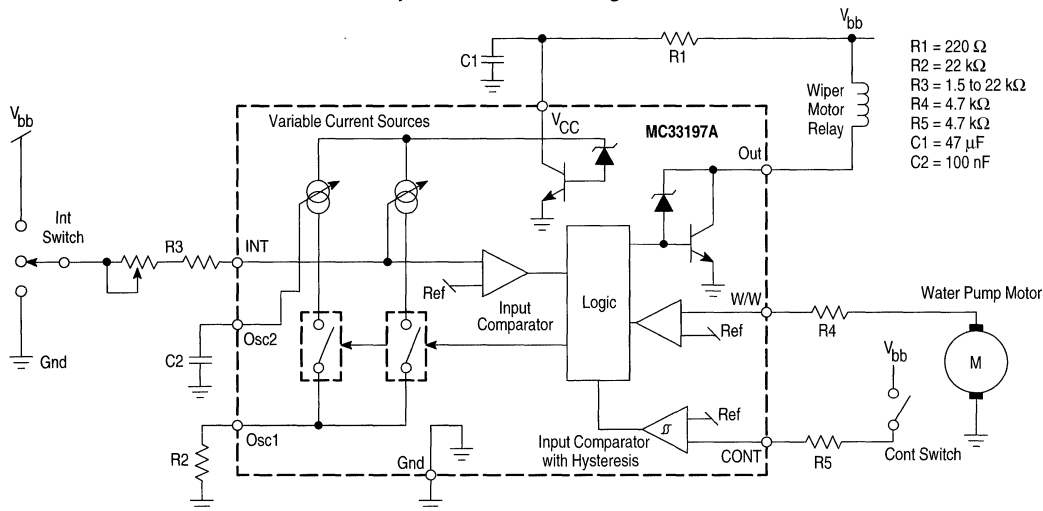 Vbb
R1 = 220 Ω
R2 = 22 kΩ
R3 = 1.5 to 22 kΩ
R4 = 4.7 kΩ
R5 = 4.7 kΩ
C1 = 47 µF
C2 = 100 nF
C1
R1
Wiper
Motor
Relay
Vbb
Variable Current Sources
VCC
MC33197A
Out
Int
Switch
R3
INT
Ref
Input
Comparator
Logic
W/W
Ref
R4
Water Pump Motor
M
Gnd
Osc2
C2
Vbb
Osc1
R2
Gnd
Input Comparator
with Hysteresis
Ref
CONT
R5
Cont Switch